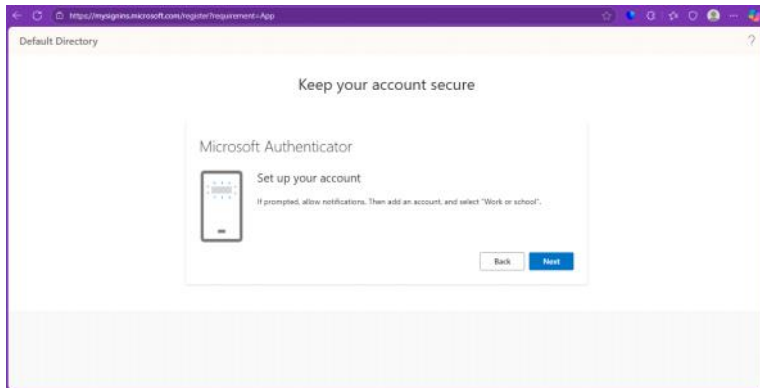 https://mysignins.microsoft.com/register?requirement=App
Default Directory
?
Keep your account secure
Microsoft Authenticator
Set up your account
If prompted, allow notifications. Then add an account, and select "Work or school".
Back
Next